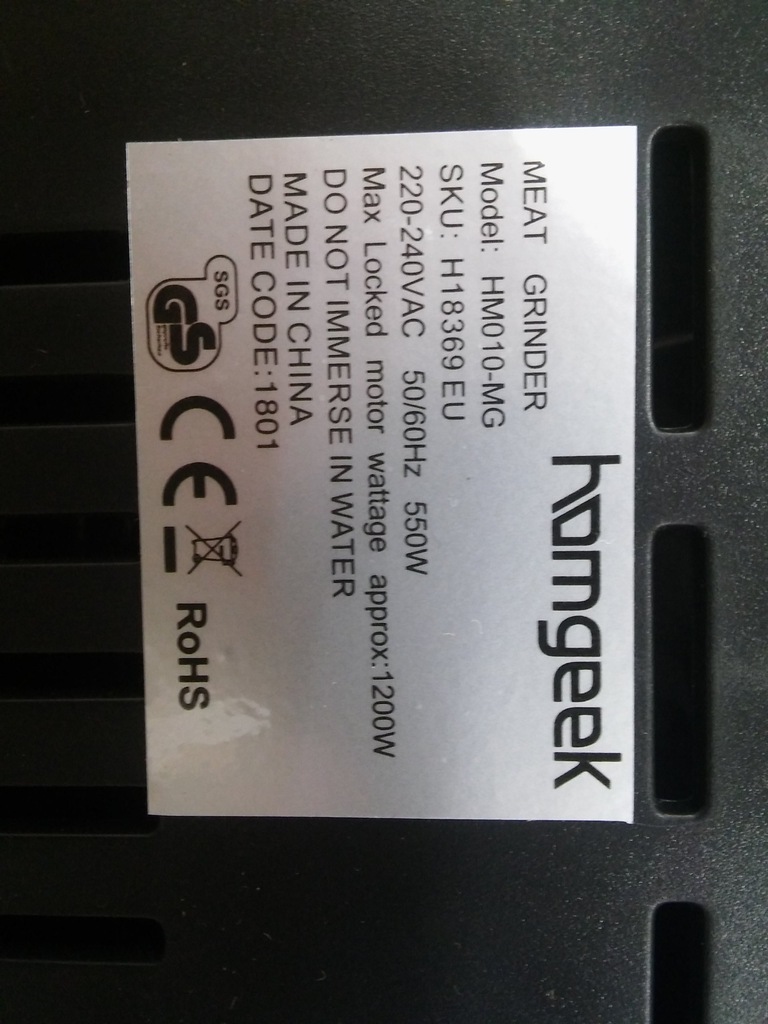 homgeek
MEAT GRINDER
Model: HM010-MG
SKU: H18369 EU
220-240VAC 50/60Hz 550W
Max Locked motor wattage approx:1200W
DO NOT IMMERSE IN WATER
MADE IN CHINA
DATE CODE:1801
SGS
GS
CE
RoHS